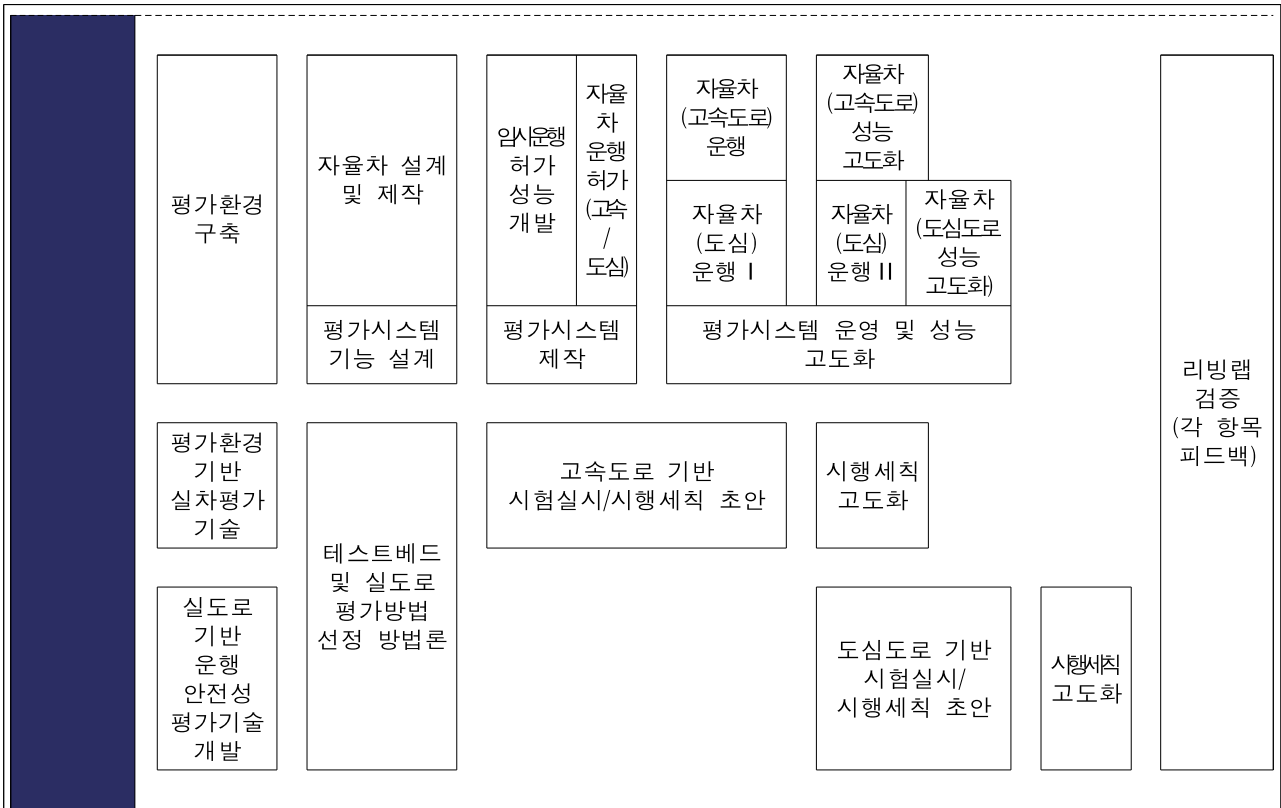 평가환경
구축
자율차 설계
및 제작
평가시스템
기능 설계
임시운행
허가
성능
개발
자율
차
운행
허가
(고속
/
도심)
평가시스템
제작
자율차
(고속도로)
운행
자율차
(도심)
운행Ⅰ
자율차
(고속도로)
성능
고도화
자율차
(도심)
운행Ⅱ
자율차
(도심도로
성능
고도화)
평가시스템 운영 및 성능
고도화
평가환경
기반
실차평가
기술
테스트베드
및 실도로
평가방법
선정 방법론
고속도로 기반
시험실시/시행세칙 초안
시행세칙
고도화
실도로
기반
운행
안전성
평가기술
개발
도심도로 기반
시험실시/
시행세칙 초안
시행세칙
고도화
리빙랩
검증
(각 항목
피드백)